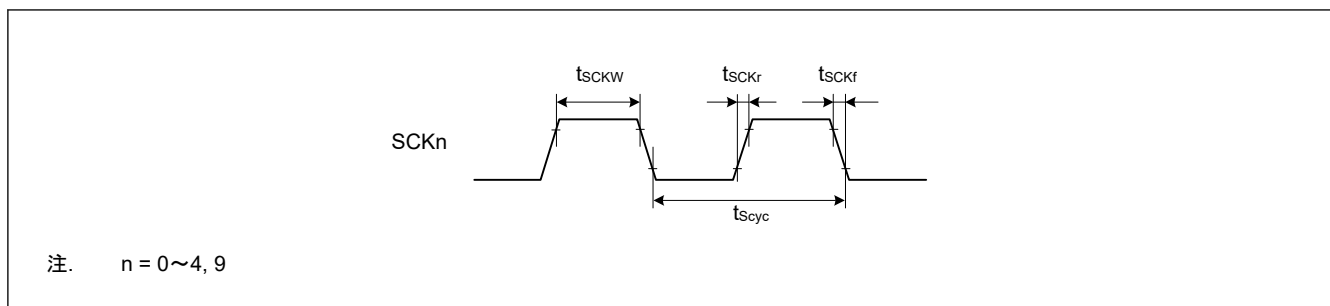 tSCKW tSCKr tSCKf
SCKn
tScyc
注. n = 0～4, 9